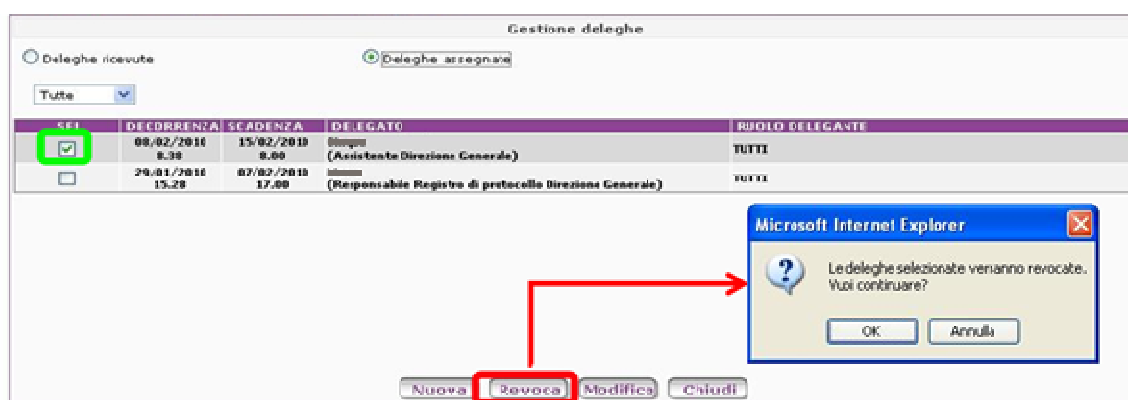 Gestione deleghe
Deleghe ricevute
Deleghe assegnate
Tutte
SEL DECORRENZA SCADENZA DELEGATO RUOLO DELEGANTE
08/02/2010 15/02/2010
8.30 8.00 (Assistente Direzione Generale) TUTTI
29/01/2010 07/02/2010
15.28 17.00 (Responsabile Registro di protocollo Direzione Generale) TUTTI
Microsoft Internet Explorer
Le deleghe selezionate verranno revocate.
Vuoi continuare?
OK Annulla
Nuova Revoca Modifica Chiudi